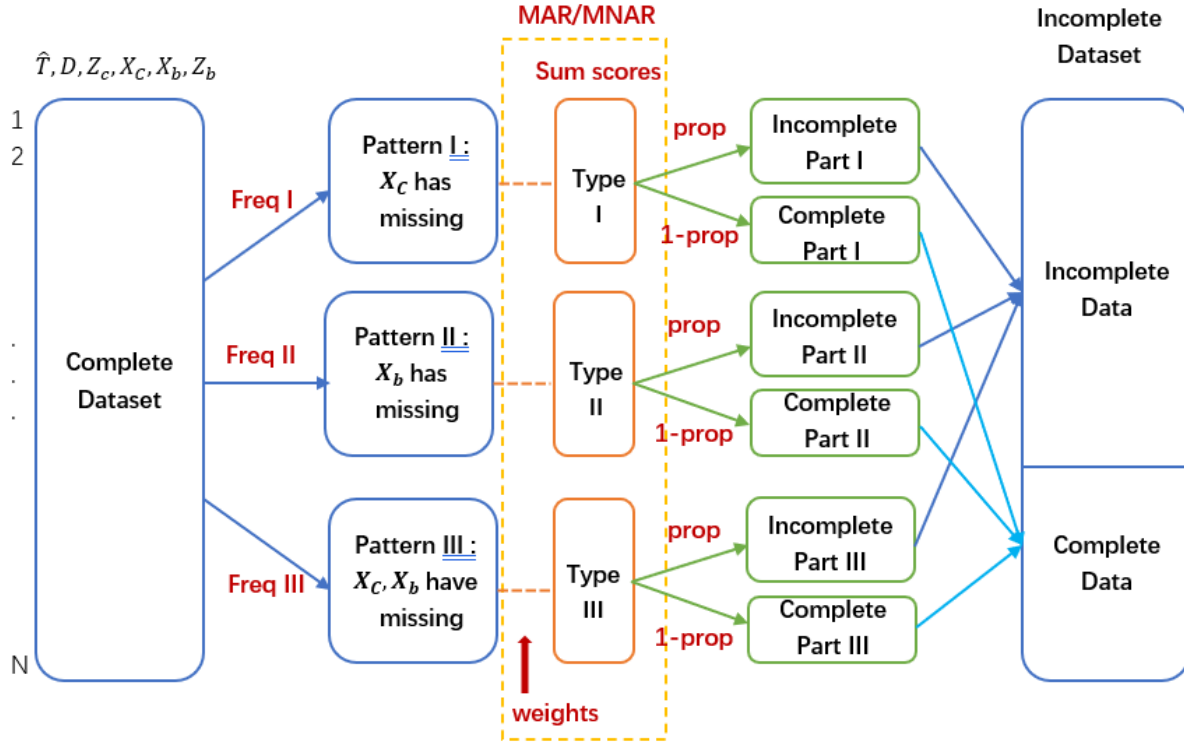 MAR/MNAR
Incomplete
Dataset
T̂, D, Z_c, X_C, X_b, Z_b
Sum scores
1
2
.
.
.
N
Complete
Dataset
Freq I
Freq II
Freq III
Pattern I :
X_C has
missing
Pattern II :
X_b has
missing
Pattern III :
X_C, X_b have
missing
Type
I
Type
II
Type
III
weights
prop
1-prop
prop
1-prop
prop
1-prop
Incomplete
Part I
Complete
Part I
Incomplete
Part II
Complete
Part II
Incomplete
Part III
Complete
Part III
Incomplete
Data
Complete
Data